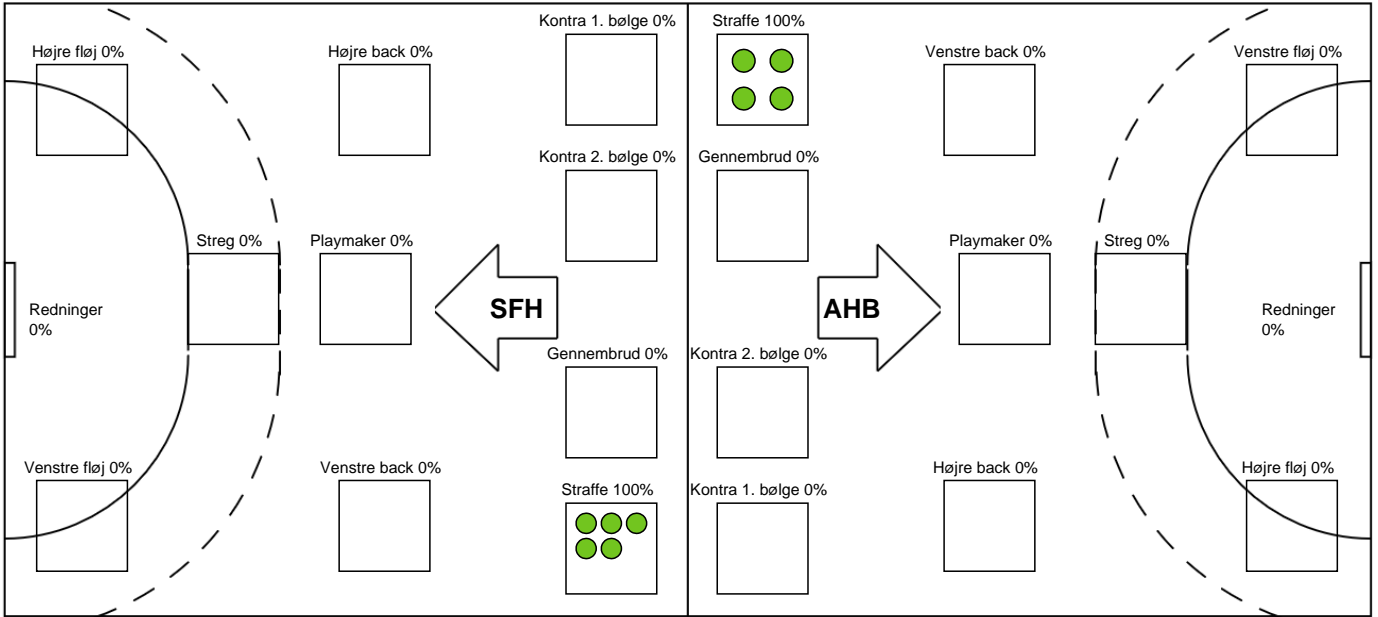 Kontra 1. bølge 0%
Straffe 100%
Højre fløj 0%
Højre back 0%
Venstre back 0%
Venstre fløj 0%
Kontra 2. bølge 0%
Gennembrud 0%
Streg 0%
Playmaker 0%
Playmaker 0%
Streg 0%
Redninger
0%
SFH
AHB
Redninger
0%
Gennembrud 0%
Kontra 2. bølge 0%
Venstre fløj 0%
Venstre back 0%
Højre back 0%
Højre fløj 0%
Straffe 100%
Kontra 1. bølge 0%